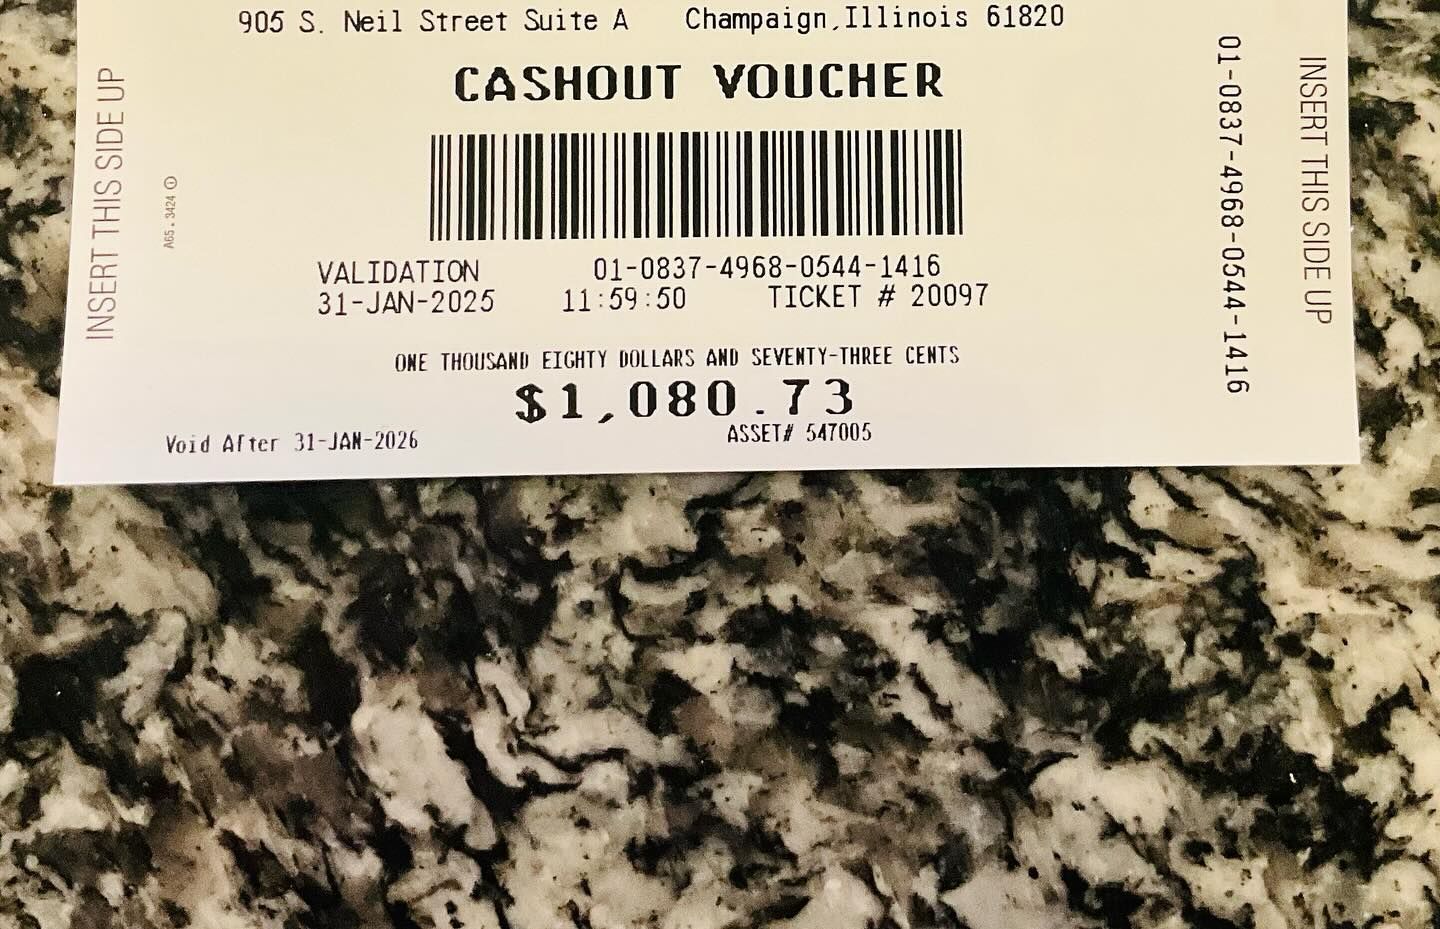 905 S. Neil Street Suite A Champaign,Illinois 61820
CASHOUT VOUCHER
INSERT THIS SIDE UP
A65.3424
VALIDATION 01-0837-4968-0544-1416
31-JAN-2025 11:59:50 TICKET # 20097
ONE THOUSAND EIGHTY DOLLARS AND SEVENTY-THREE CENTS
$1,080.73
Void After 31-JAN-2026 ASSET# 547005
01-0837-4968-0544-1416
INSERT THIS SIDE UP